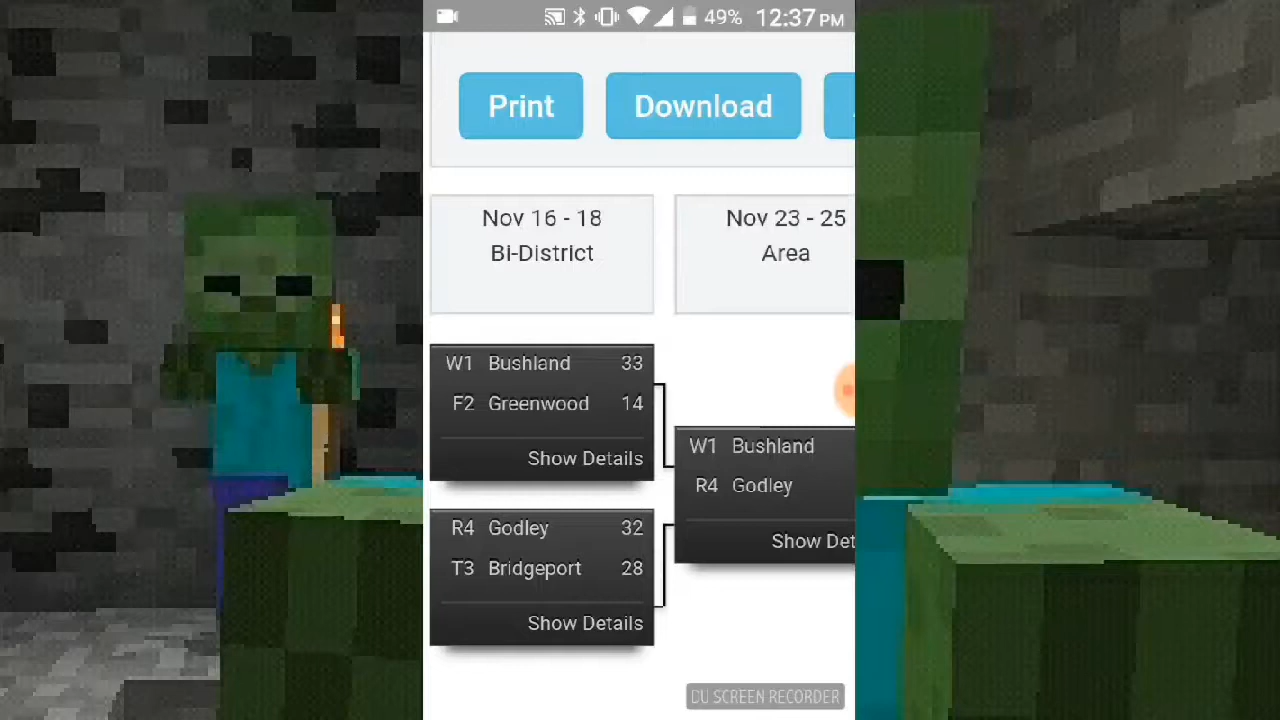 49% 12:37 PM
Print Download
Nov 16 - 18
Bi-District
Nov 23 - 25
Area
W1 Bushland 33
F2 Greenwood 14
Show Details
R4 Godley 32
T3 Bridgeport 28
Show Details
W1 Bushland
R4 Godley
Show Det
DU SCREEN RECORDER